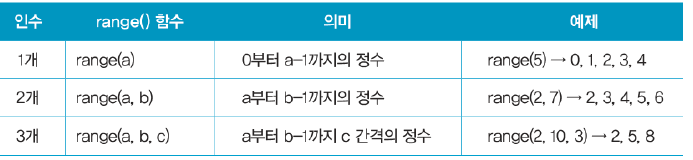 인수 range() 함수 의미 예제
1개 range(a) 0부터 a-1까지의 정수 range(5) → 0, 1, 2, 3, 4
2개 range(a, b) a부터 b-1까지의 정수 range(2, 7) → 2, 3, 4, 5, 6
3개 range(a, b, c) a부터 b-1까지 c 간격의 정수 range(2, 10, 3) → 2, 5, 8